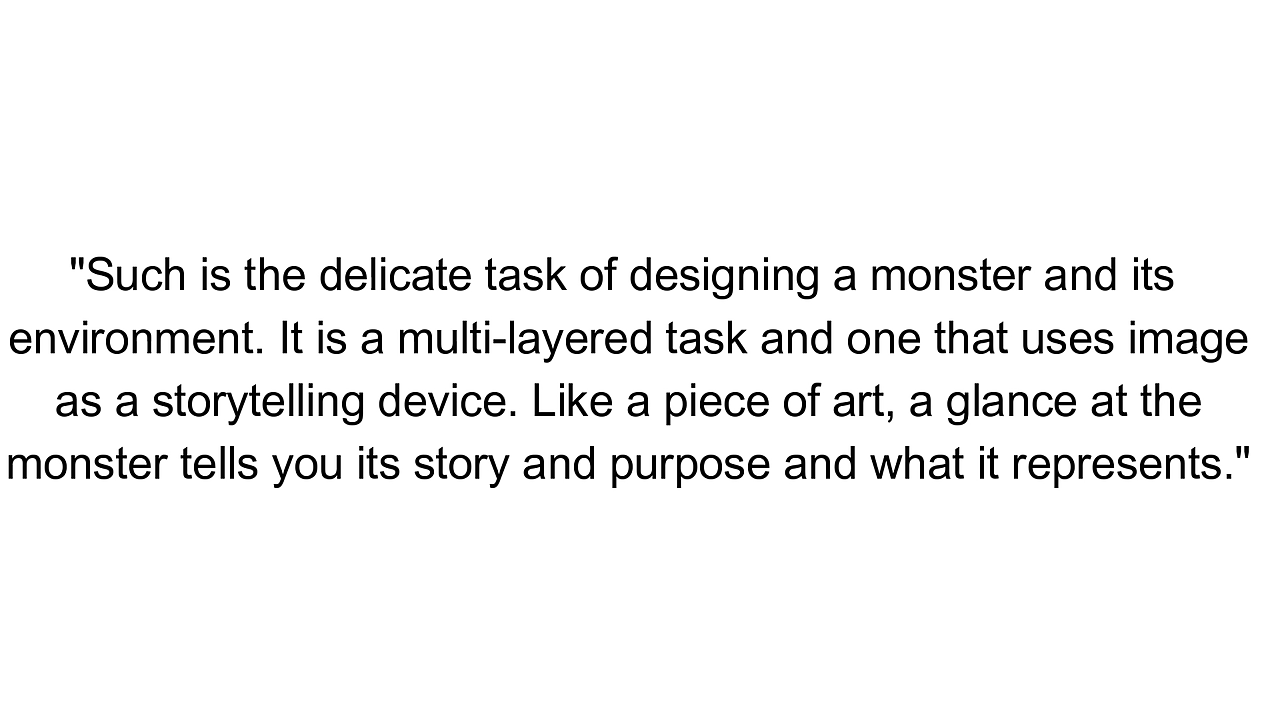 "Such is the delicate task of designing a monster and its
environment. It is a multi-layered task and one that uses image
as a storytelling device. Like a piece of art, a glance at the
monster tells you its story and purpose and what it represents."